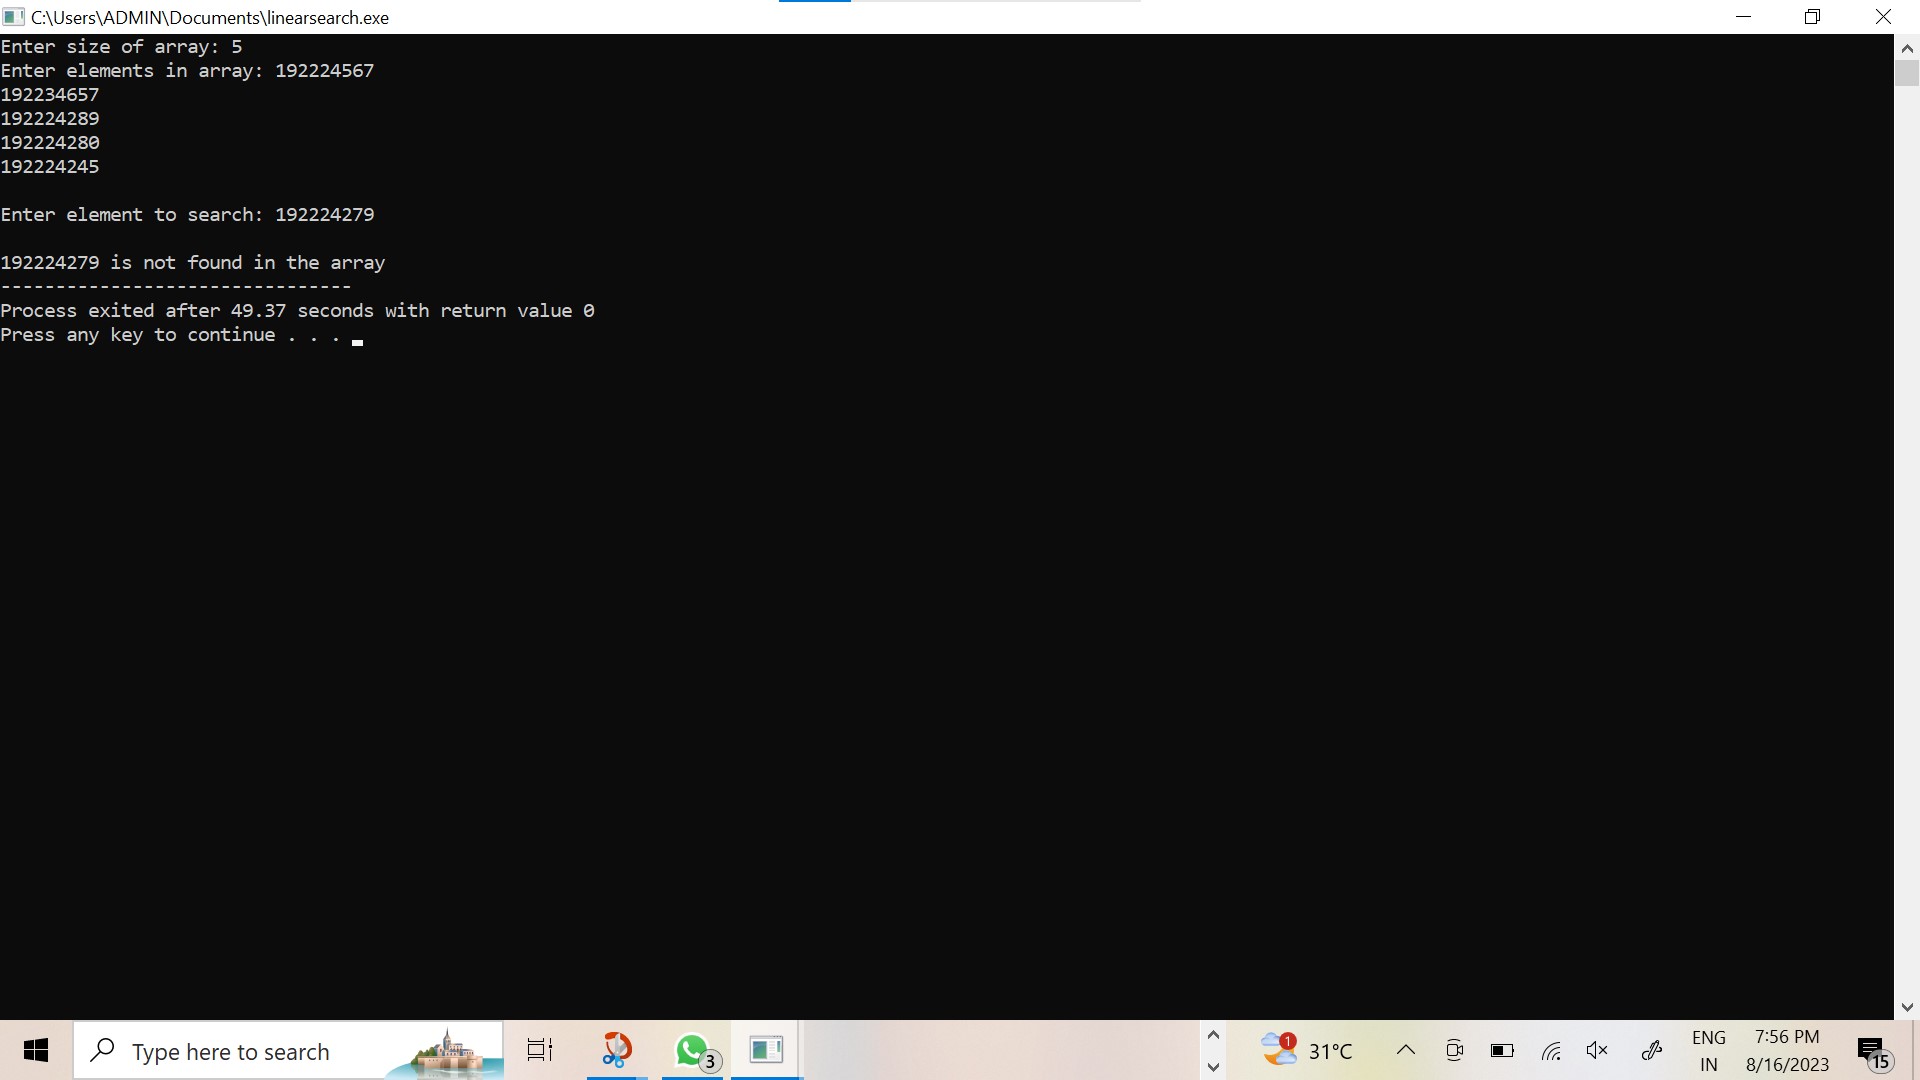 C:\Users\ADMIN\Documents\linearsearch.exe
Enter size of array: 5
Enter elements in array: 192224567
192234657
192224289
192224280
192224245
Enter element to search: 192224279
192224279 is not found in the array
--------------------------------
Process exited after 49.37 seconds with return value 0
Press any key to continue . . .
Type here to search
3
1
31°C
ENG
IN
7:56 PM
8/16/2023
15